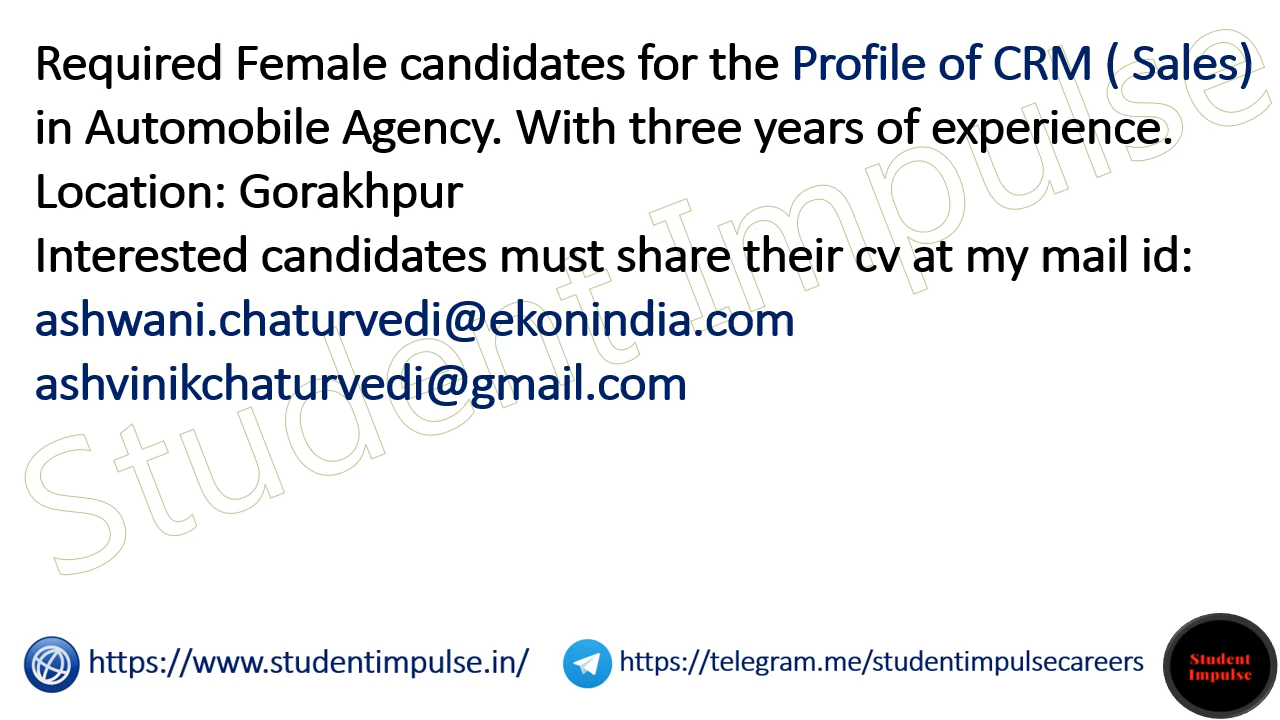 Required Female candidates for the Profile of CRM ( Sales)
in Automobile Agency. With three years of experience.
Location: Gorakhpur
Interested candidates must share their cv at my mail id:
ashwani.chaturvedi@ekonindia.com
ashvinikchaturvedi@gmail.com
Student Impulse
https://www.studentimpulse.in/
https://telegram.me/studentimpulsecareers
Student
Impulse